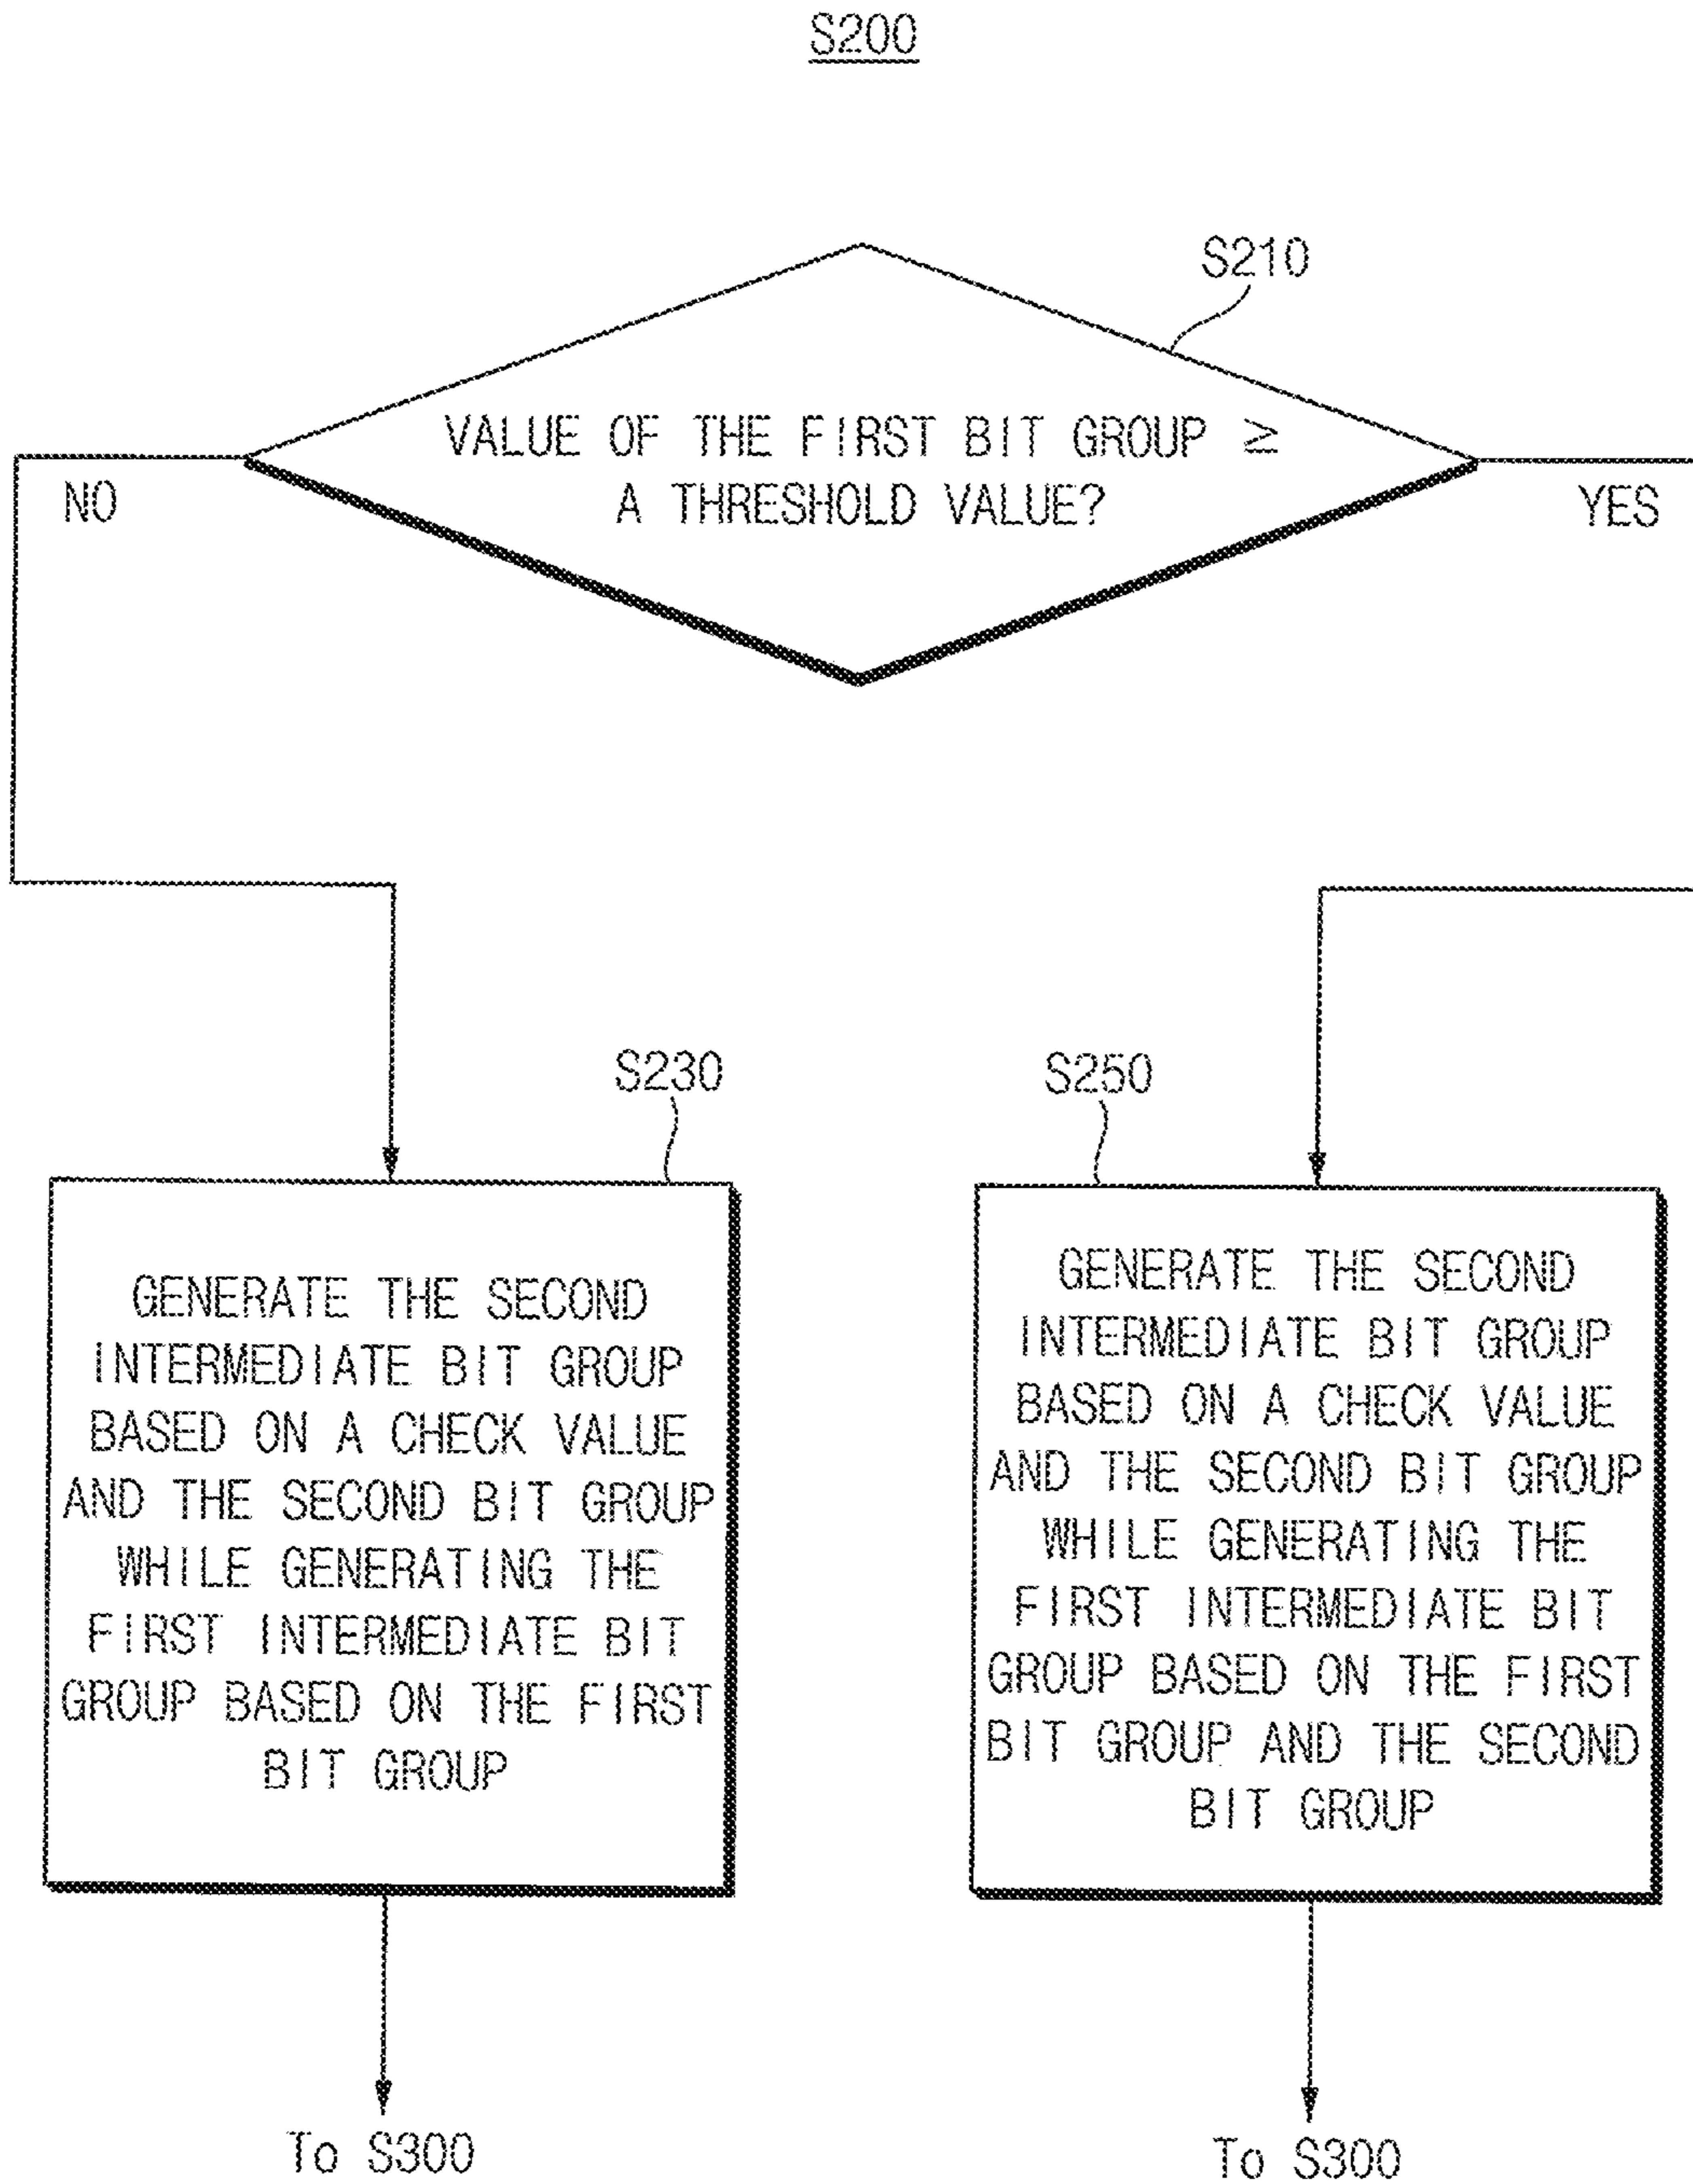 S200
S210
VALUE OF THE FIRST BIT GROUP ≥
A THRESHOLD VALUE?
NO
YES
S230
GENERATE THE SECOND
INTERMEDIATE BIT GROUP
BASED ON A CHECK VALUE
AND THE SECOND BIT GROUP
WHILE GENERATING THE
FIRST INTERMEDIATE BIT
GROUP BASED ON THE FIRST
BIT GROUP
To S300
S250
GENERATE THE SECOND
INTERMEDIATE BIT GROUP
BASED ON A CHECK VALUE
AND THE SECOND BIT GROUP
WHILE GENERATING THE
FIRST INTERMEDIATE BIT
GROUP BASED ON THE FIRST
BIT GROUP AND THE SECOND
BIT GROUP
To S300